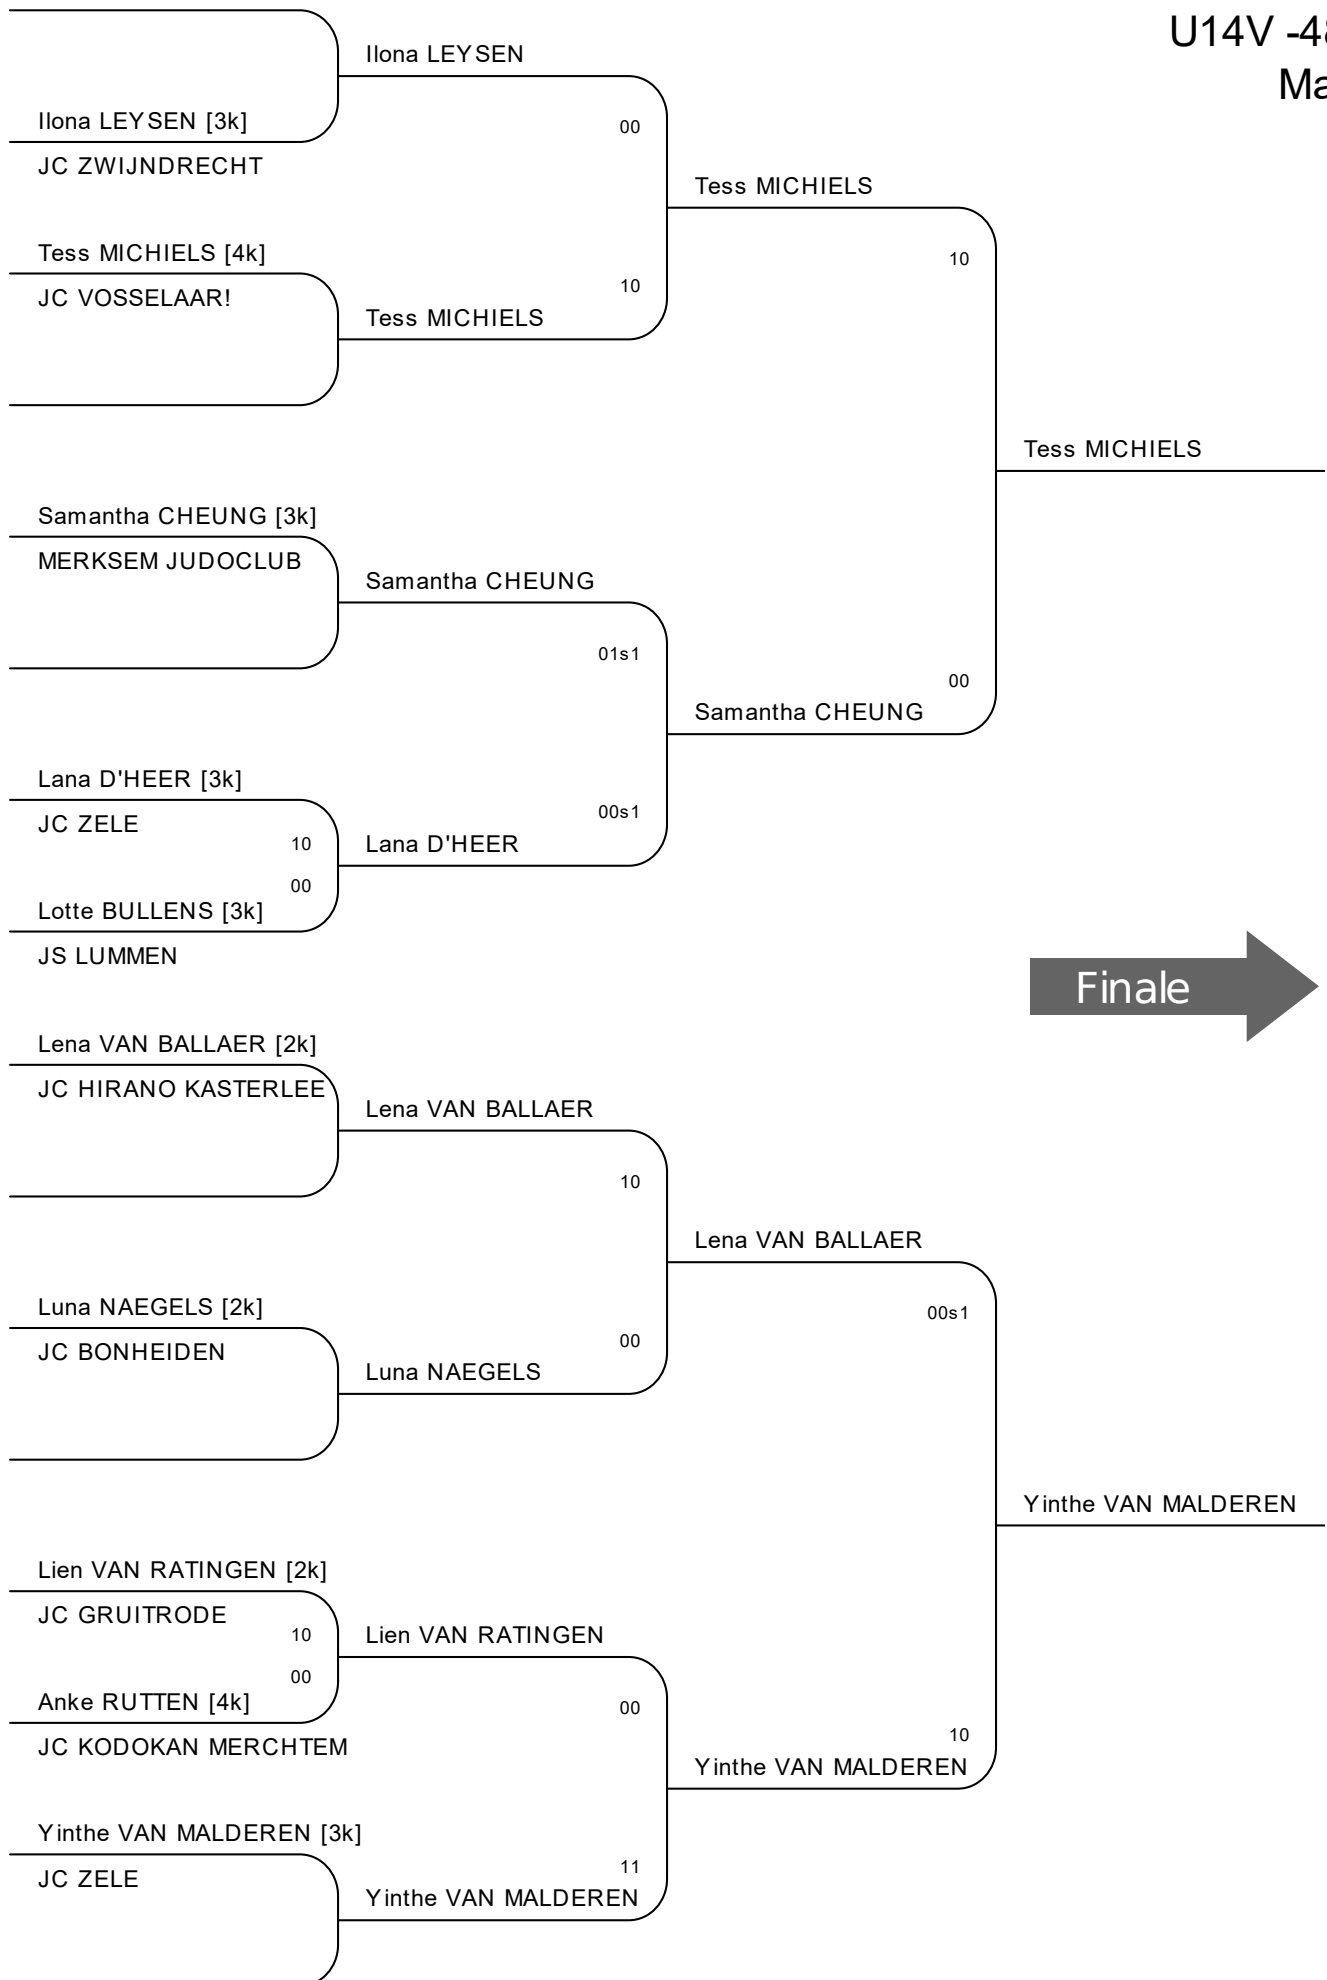 U14V -48
Ma
Ilona LEYSEN
Ilona LEYSEN [3k]
00
JC ZWIJNDRECHT
Tess MICHIELS
Tess MICHIELS [4k]
10
JC VOSSELAAR!
10
Tess MICHIELS
Tess MICHIELS
Samantha CHEUNG [3k]
MERKSEM JUDOCLUB
Samantha CHEUNG
01s1
00
Samantha CHEUNG
Lana D'HEER [3k]
JC ZELE
00s1
10
Lana D'HEER
00
Lotte BULLENS [3k]
JS LUMMEN
Finale
Lena VAN BALLAER [2k]
JC HIRANO KASTERLEE
Lena VAN BALLAER
10
Lena VAN BALLAER
Luna NAEGELS [2k]
00s1
JC BONHEIDEN
00
Luna NAEGELS
Yinthe VAN MALDEREN
Lien VAN RATINGEN [2k]
JC GRUITRODE
10
Lien VAN RATINGEN
00
Anke RUTTEN [4k]
00
JC KODOKAN MERCHTEM
10
Yinthe VAN MALDEREN
Yinthe VAN MALDEREN [3k]
JC ZELE
11
Yinthe VAN MALDEREN